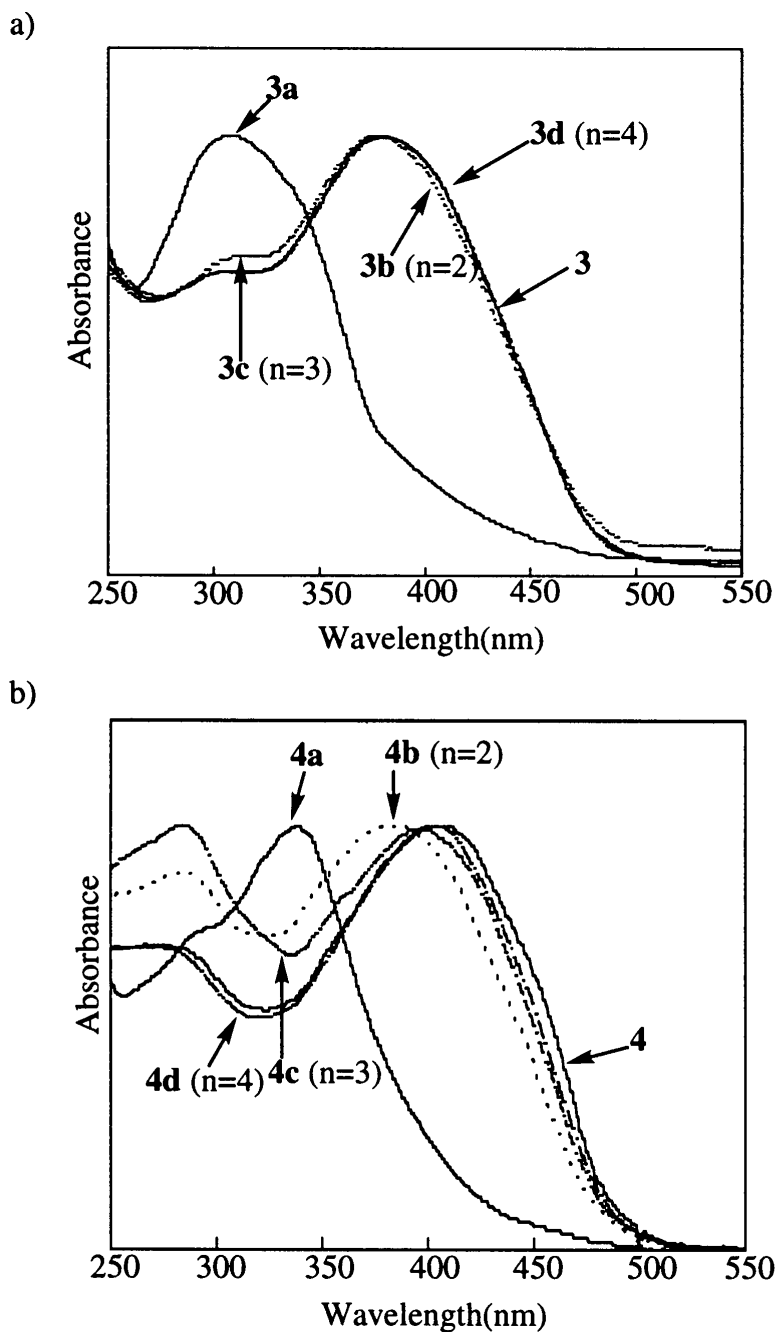 a)
3a
3d (n=4)
3b (n=2)
3
3c (n=3)
Absorbance
250 300 350 400 450 500 550
Wavelength(nm)
b)
4a
4b (n=2)
4
4d (n=4)
4c (n=3)
Absorbance
250 300 350 400 450 500 550
Wavelength(nm)